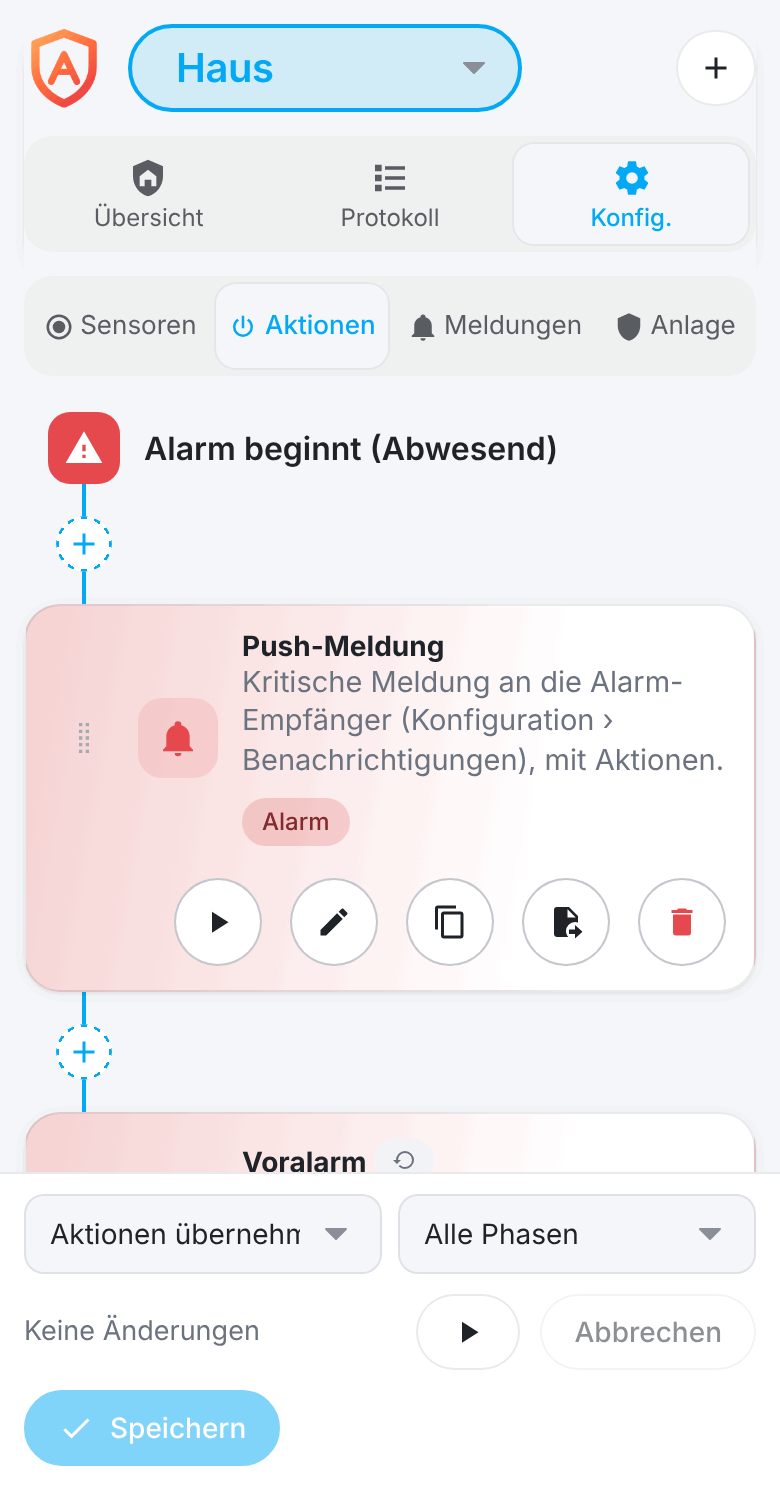 Haus
Übersicht
Protokoll
Konfig.
Sensoren
Aktionen
Meldungen
Anlage
Alarm beginnt (Abwesend)
Push-Meldung
Kritische Meldung an die Alarm-
Empfänger (Konfiguration ›
Benachrichtigungen), mit Aktionen.
Alarm
Voralarm
Aktionen übernehm
Alle Phasen
Keine Änderungen
Abbrechen
Speichern